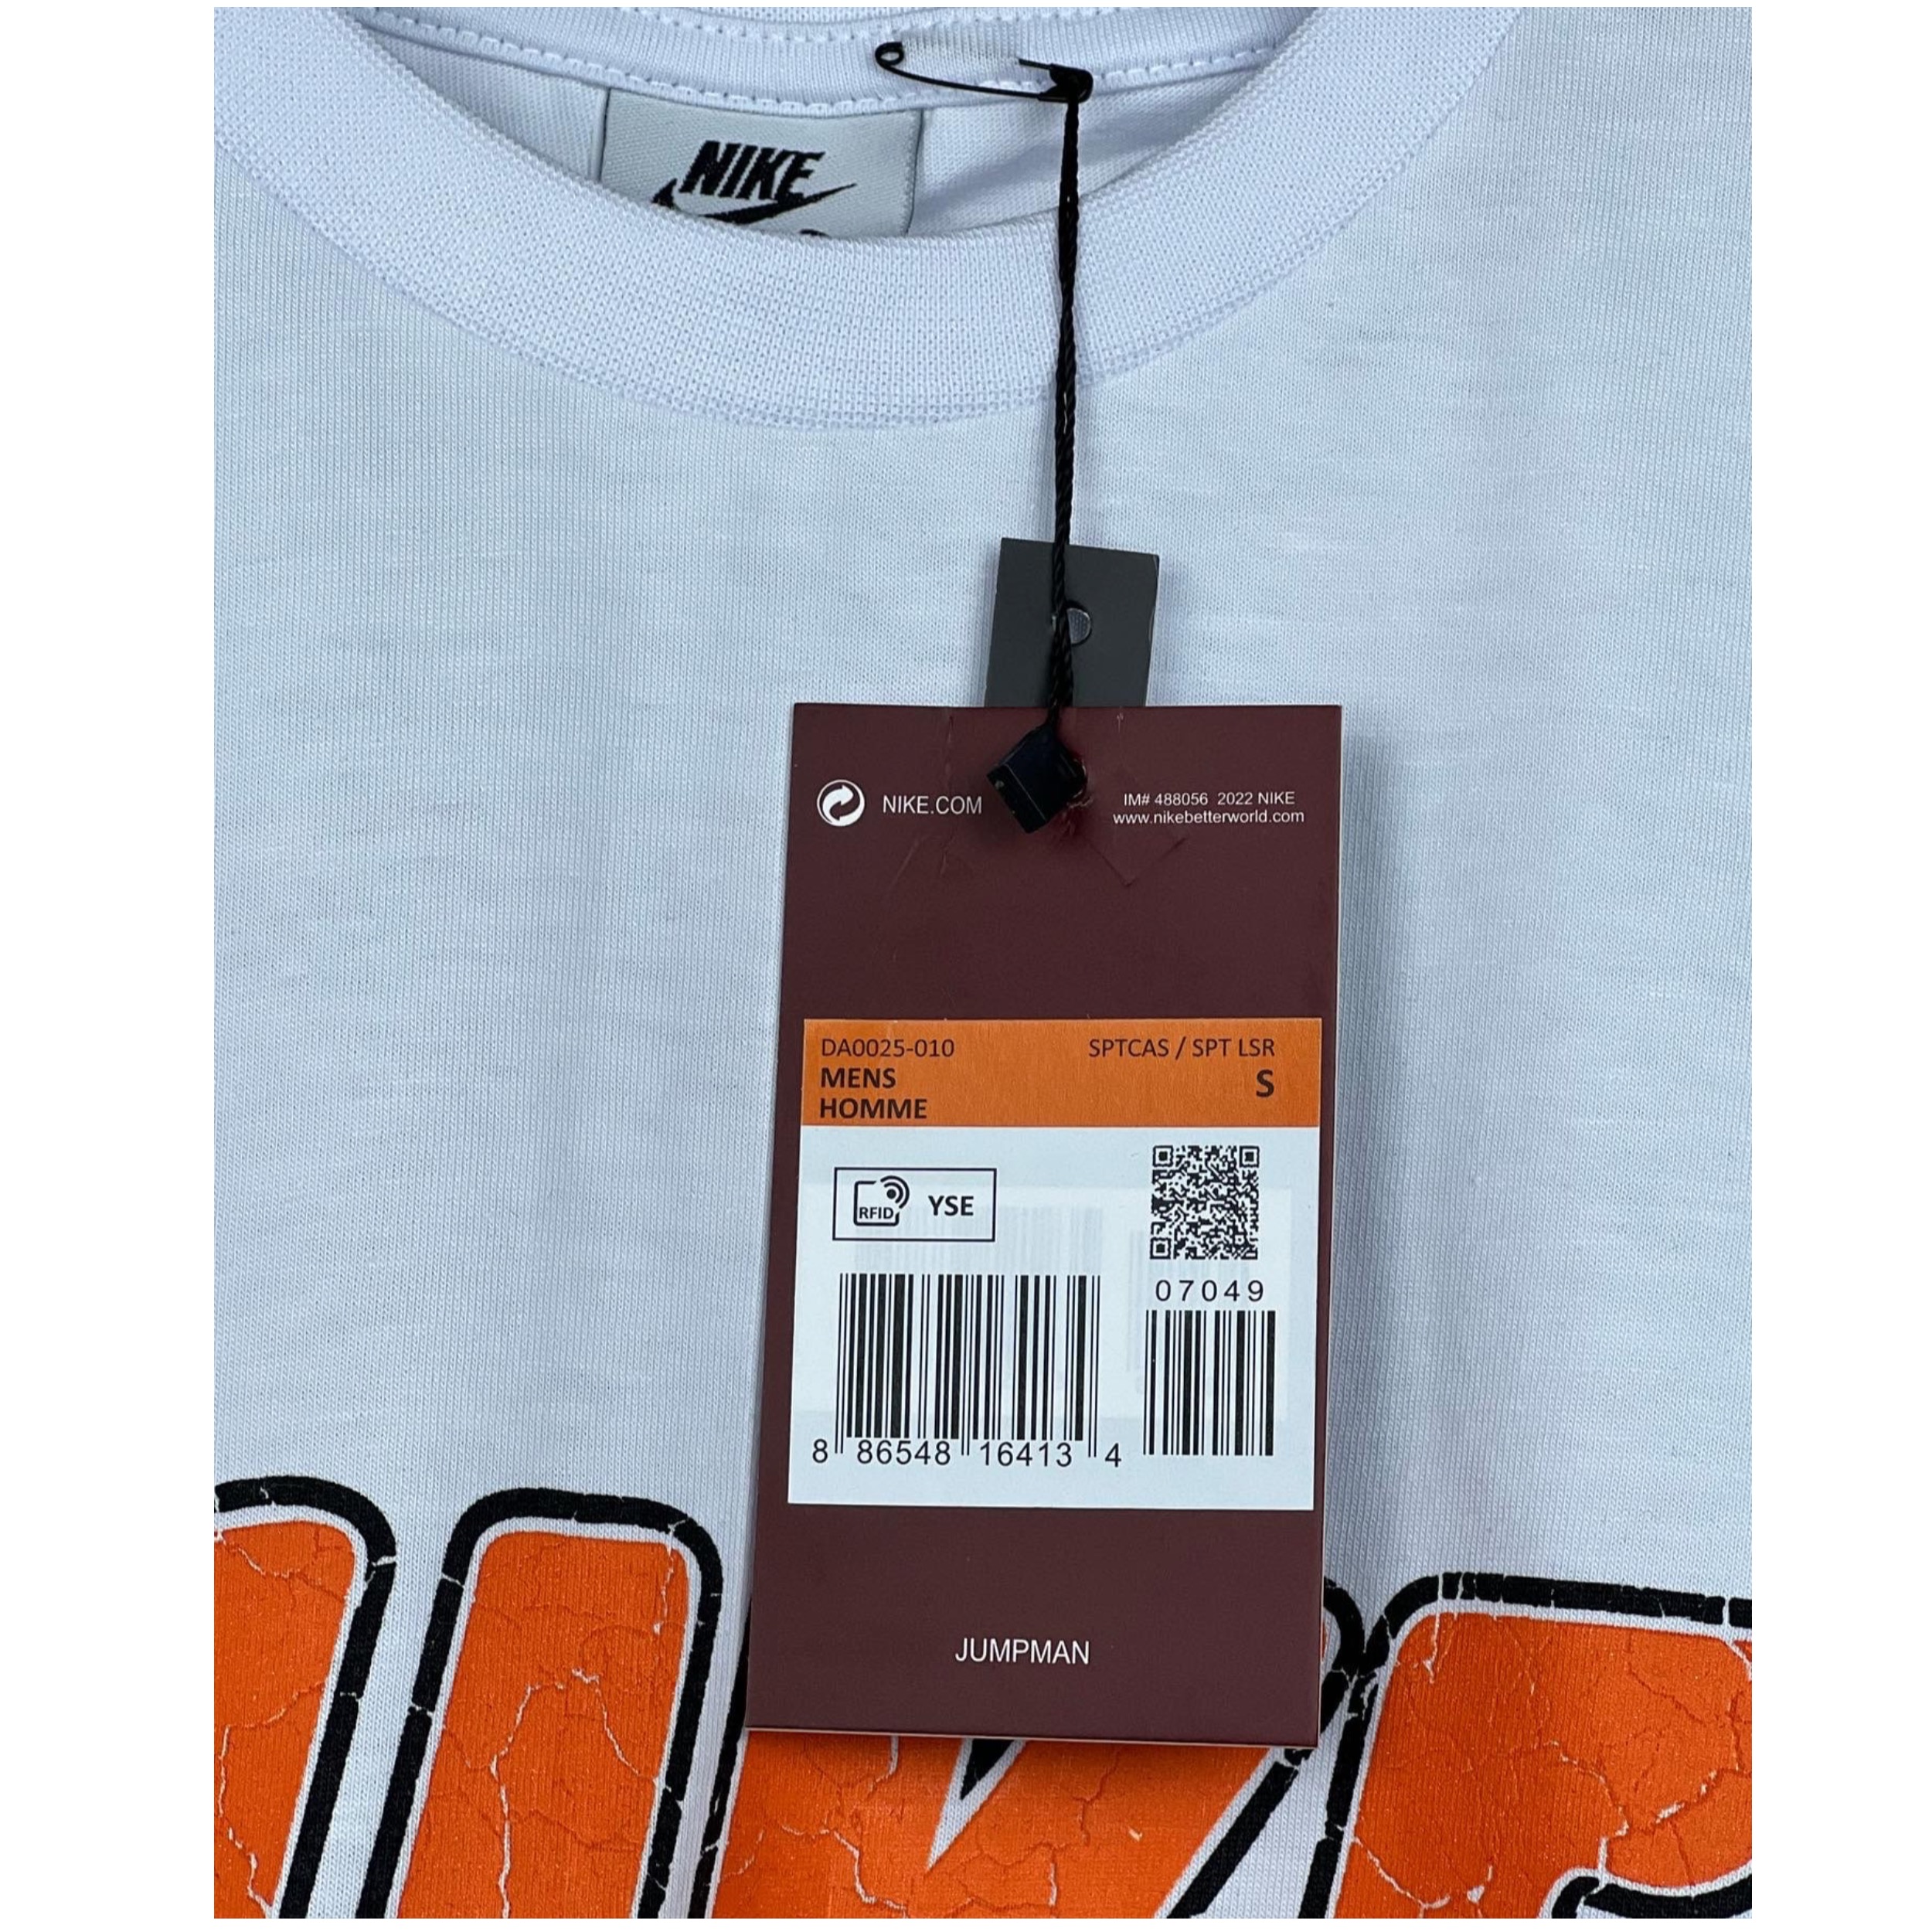 NIKE
NIKE.COM
IM# 488056 2022 NIKE
www.nikebetterworld.com
DA0025-010
SPTCAS / SPT LSR
MENS
S
HOMME
RFID
YSE
07049
8 86548 16413 4
JUMPMAN